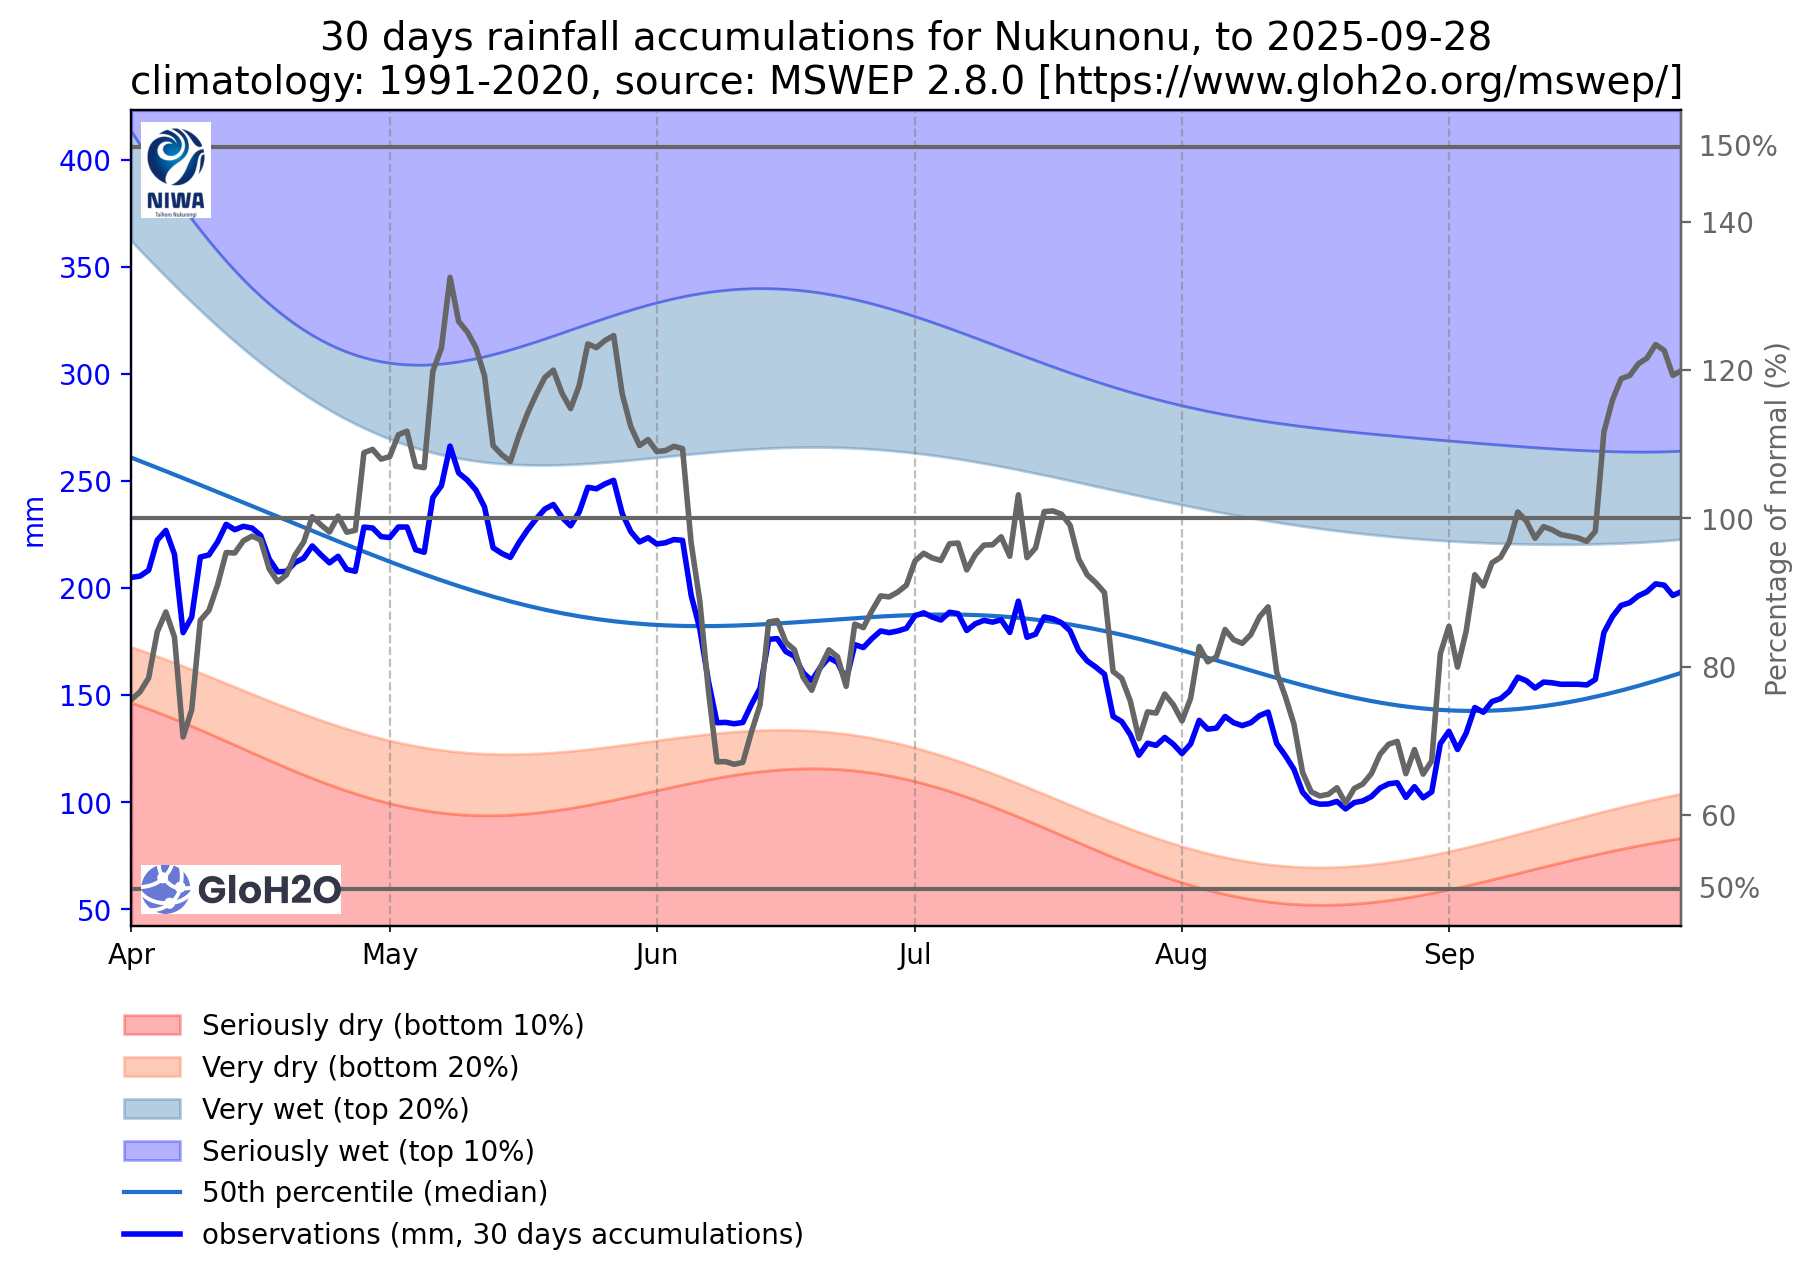 30 days rainfall accumulations for Nukunonu, to 2025-09-28
climatology: 1991-2020, source: MSWEP 2.8.0 [https://www.gloh2o.org/mswep/]
NIWA
Taihoro Nukurangi
400
350
300
250
200
150
100
50
mm
150%
140
120
100
80
60
50%
Percentage of normal (%)
GloH2O
Apr May Jun Jul Aug Sep
Seriously dry (bottom 10%)
Very dry (bottom 20%)
Very wet (top 20%)
Seriously wet (top 10%)
50th percentile (median)
observations (mm, 30 days accumulations)